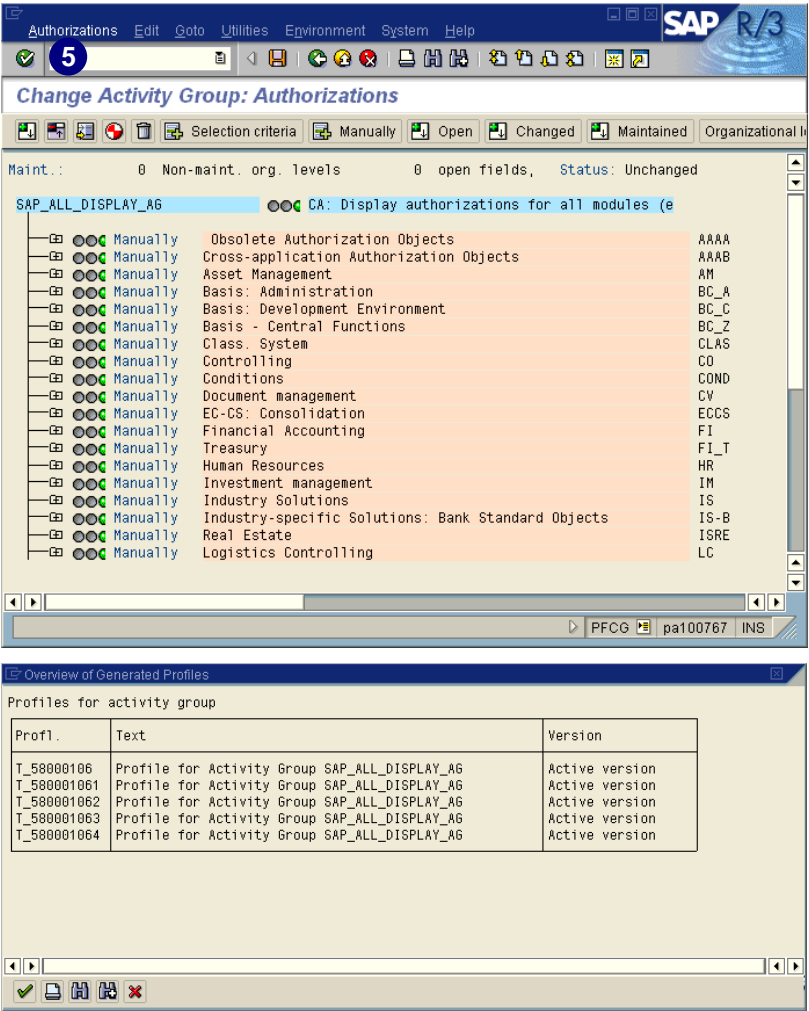 Authorizations Edit Goto Utilities Environment System Help
SAP R/3
5
Change Activity Group: Authorizations
Selection criteria Manually Open Changed Maintained Organizational l
Maint.: 0 Non-maint. org. levels 0 open fields, Status: Unchanged
SAP_ALL_DISPLAY_AG CA: Display authorizations for all modules (e
Manually Obsolete Authorization Objects AAAA
Manually Cross-application Authorization Objects AAAB
Manually Asset Management AM
Manually Basis: Administration BC_A
Manually Basis: Development Environment BC_C
Manually Basis - Central Functions BC_Z
Manually Class. System CLAS
Manually Controlling CO
Manually Conditions COND
Manually Document management CV
Manually EC-CS: Consolidation ECCS
Manually Financial Accounting FI
Manually Treasury FI_T
Manually Human Resources HR
Manually Investment management IM
Manually Industry Solutions IS
Manually Industry-specific Solutions: Bank Standard Objects IS-B
Manually Real Estate ISRE
Manually Logistics Controlling LC
PFCG pa100767 INS
Overview of Generated Profiles
Profiles for activity group
Profl. Text Version
T_58000106 Profile for Activity Group SAP_ALL_DISPLAY_AG Active version
T_580001061 Profile for Activity Group SAP_ALL_DISPLAY_AG Active version
T_580001062 Profile for Activity Group SAP_ALL_DISPLAY_AG Active version
T_580001063 Profile for Activity Group SAP_ALL_DISPLAY_AG Active version
T_580001064 Profile for Activity Group SAP_ALL_DISPLAY_AG Active version